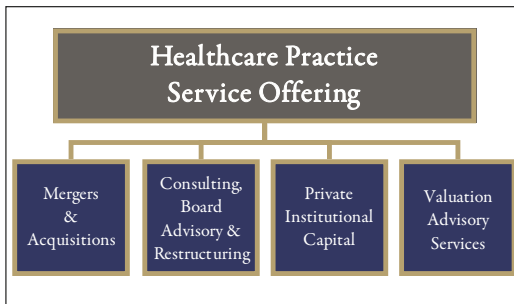 Healthcare Practice
Service Offering
Mergers
&
Acquisitions
Consulting,
Board
Advisory &
Restructuring
Private
Institutional
Capital
Valuation
Advisory
Services